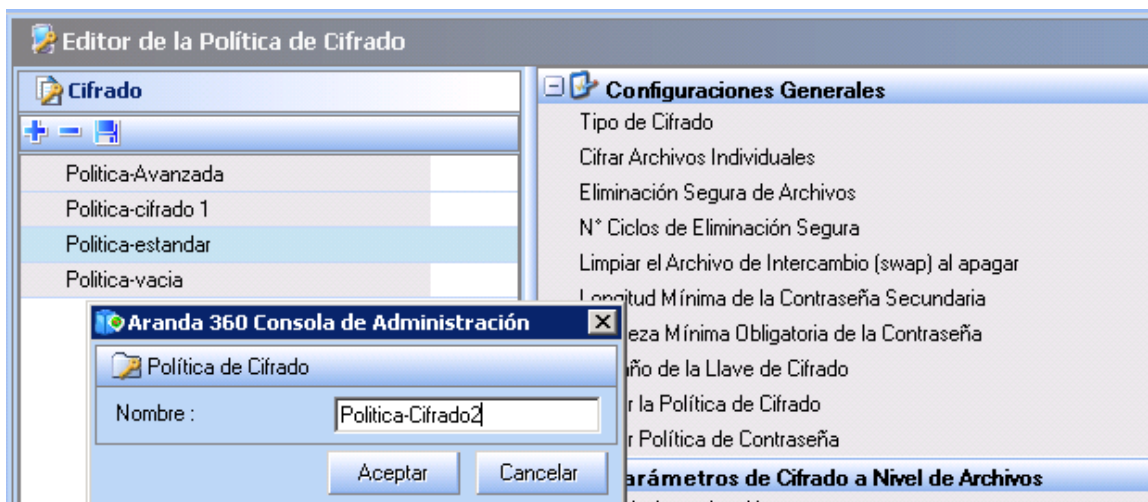 Editor de la Política de Cifrado
Cifrado
Politica-Avanzada
Politica-cifrado 1
Politica-estandar
Politica-vacia
Aranda 360 Consola de Administración
Política de Cifrado
Nombre :
Politica-Cifrado2
Aceptar
Cancelar
Configuraciones Generales
Tipo de Cifrado
Cifrar Archivos Individuales
Eliminación Segura de Archivos
N° Ciclos de Eliminación Segura
Limpiar el Archivo de Intercambio (swap) al apagar
Longitud Mínima de la Contraseña Secundaria
Mínima Obligatoria de la Contraseña
de la Llave de Cifrado
la Política de Cifrado
Política de Contraseña
arámetros de Cifrado a Nivel de Archivos